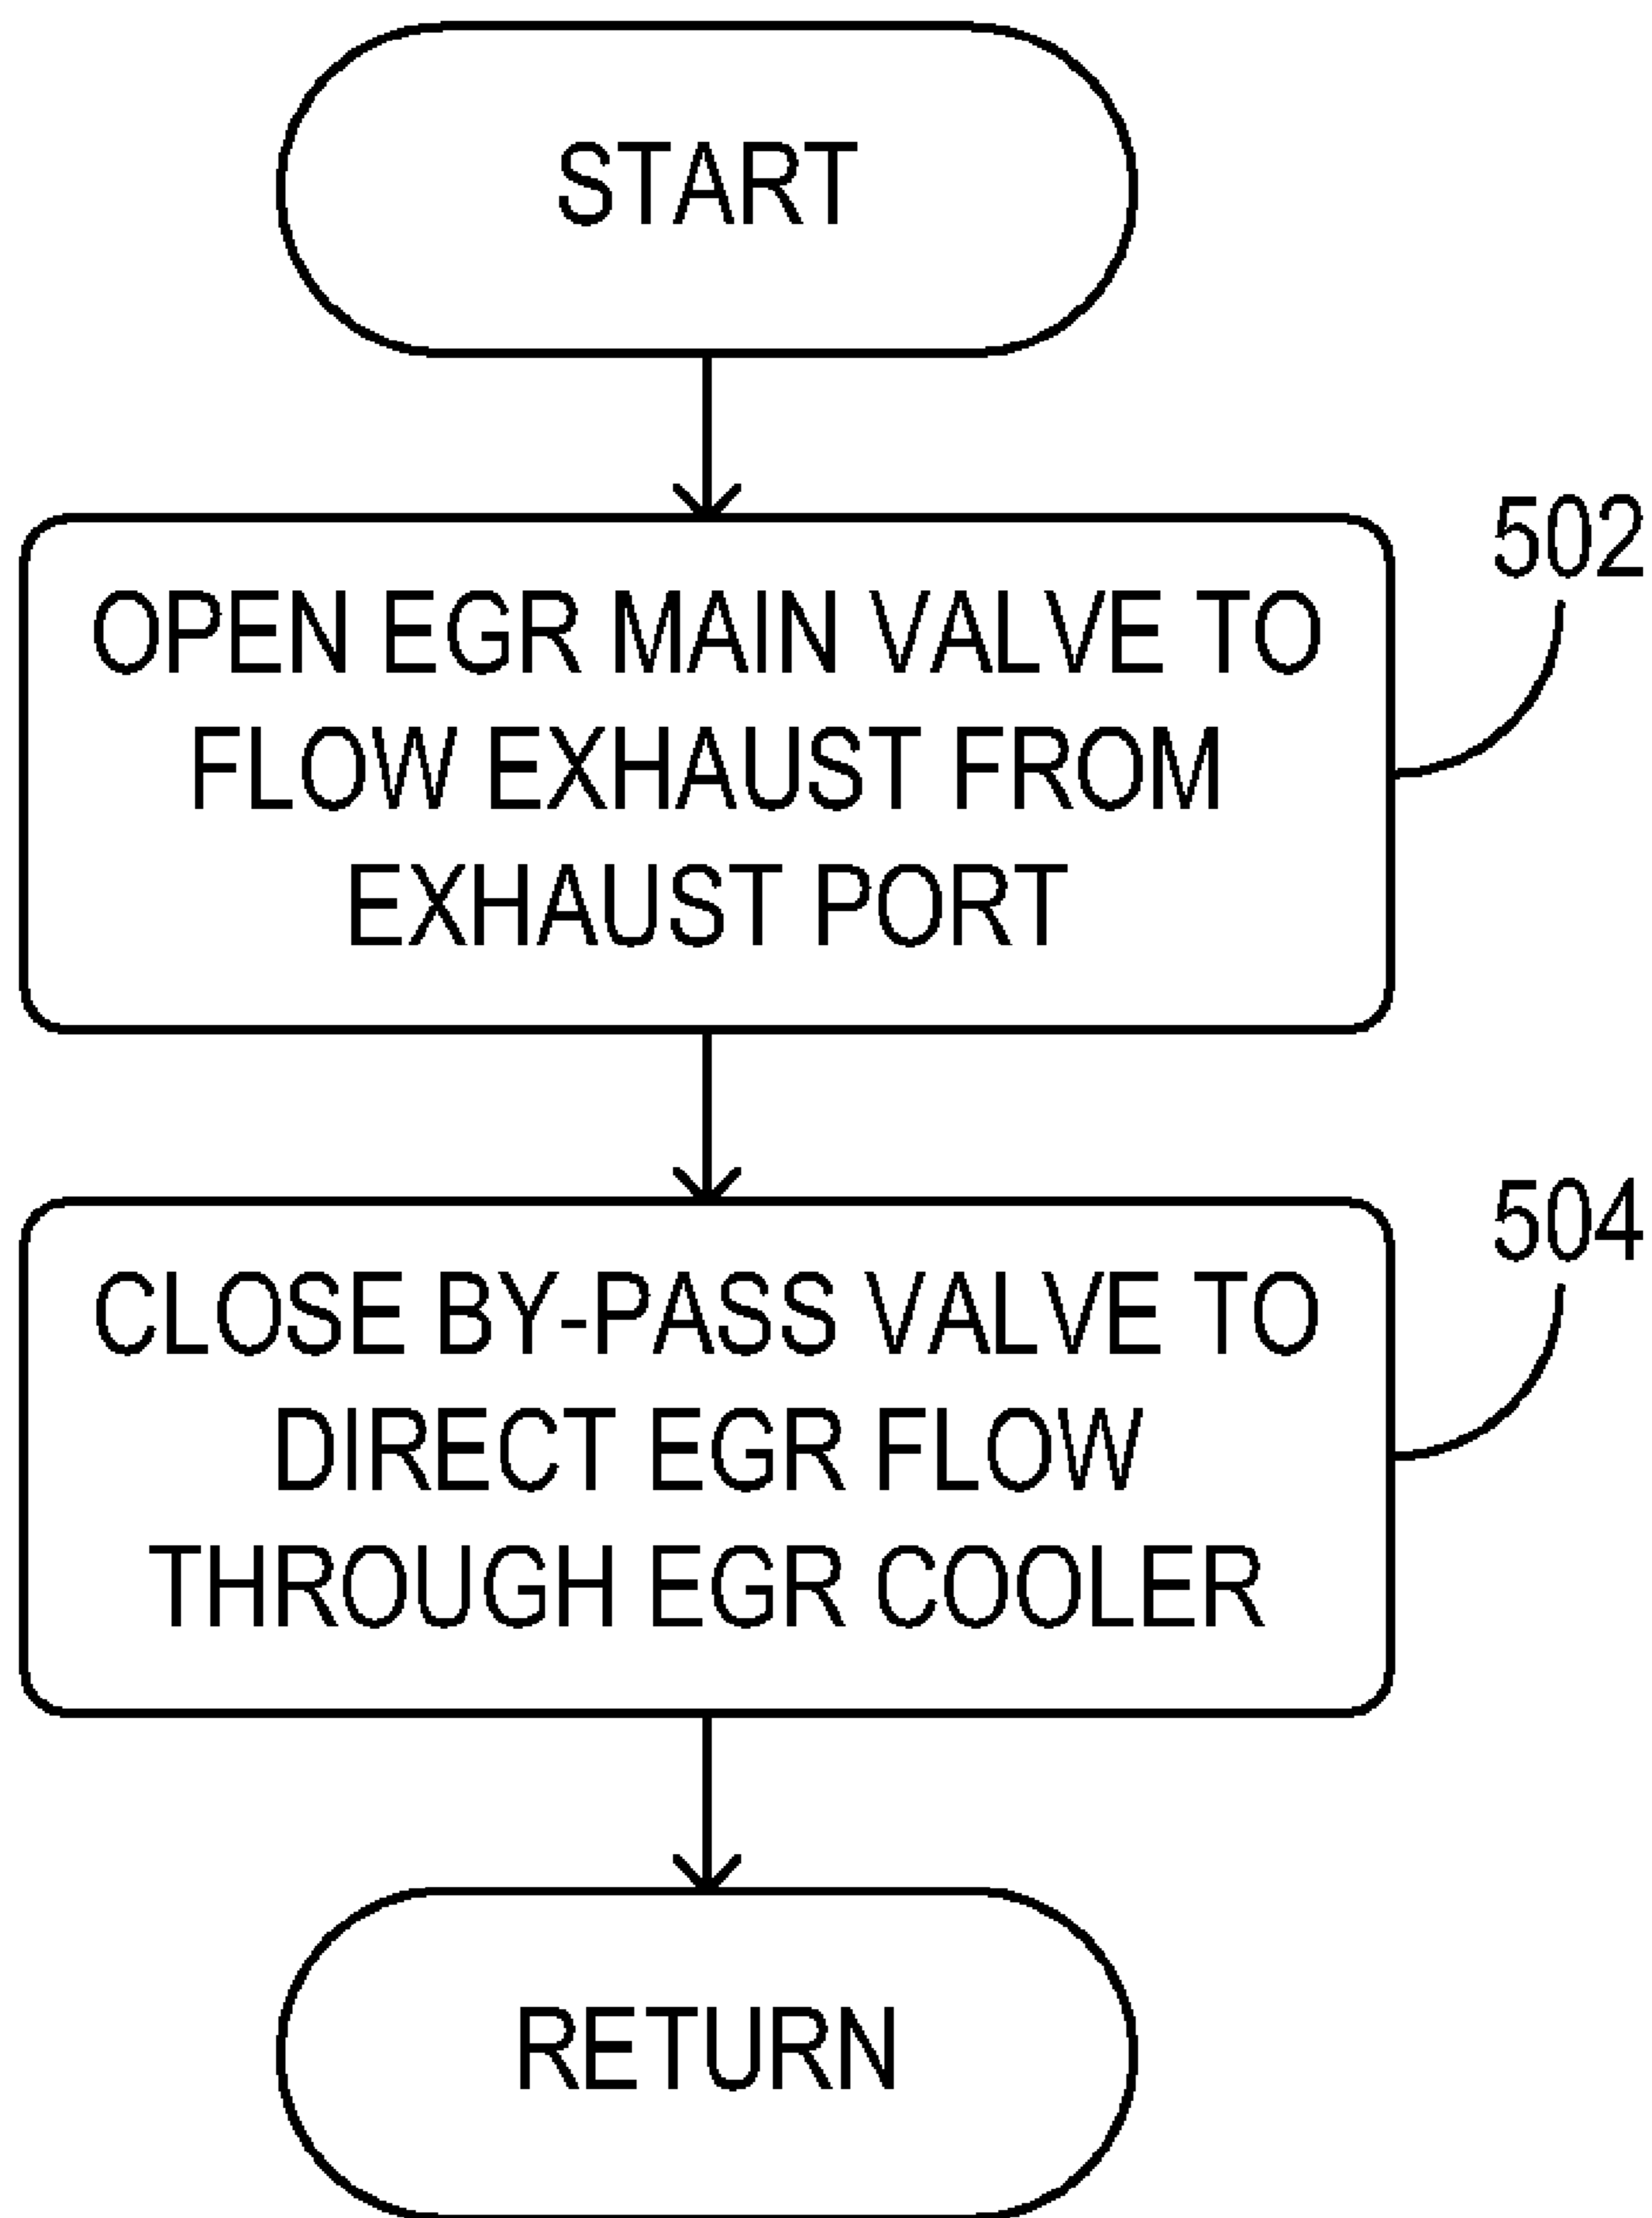 START
502
OPEN EGR MAIN VALVE TO
FLOW EXHAUST FROM
EXHAUST PORT
504
CLOSE BY-PASS VALVE TO
DIRECT EGR FLOW
THROUGH EGR COOLER
RETURN